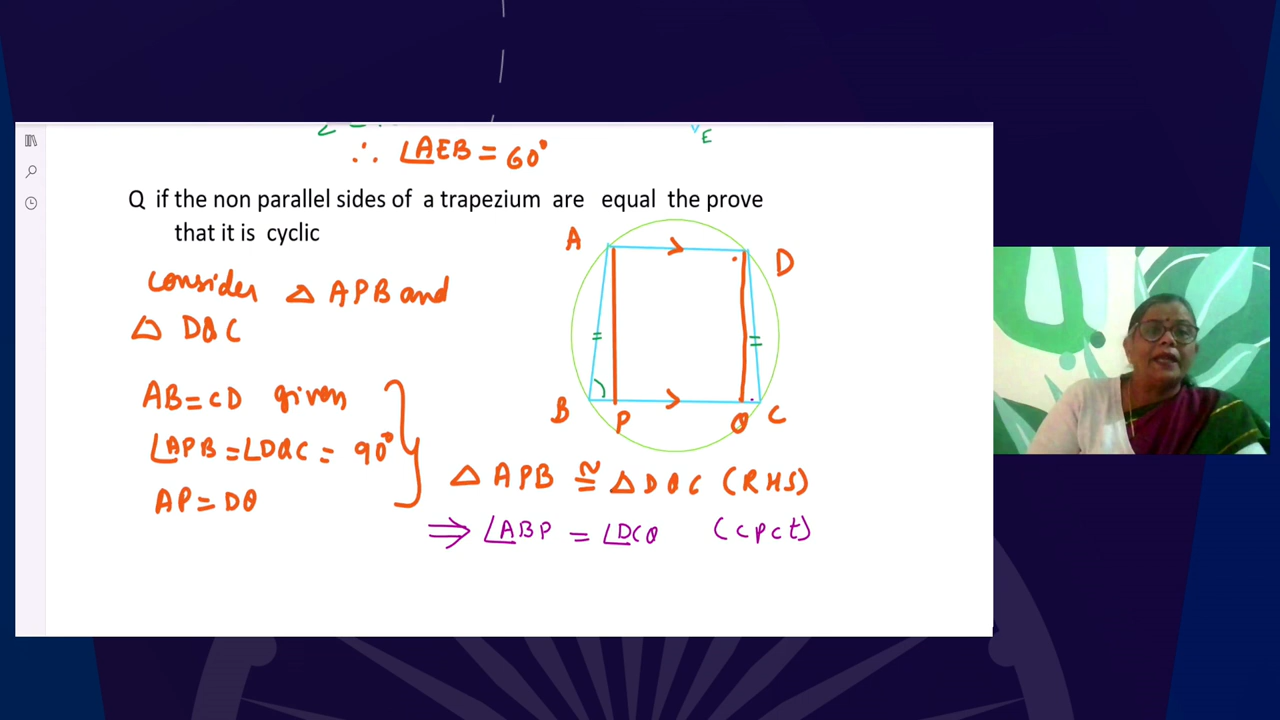 E
∴ ∠AEB = 60°
Q if the non parallel sides of a trapezium are equal the prove
that it is cyclic
A
D
consider △ APB and
△ DQC
AB = CD given
∠APB = ∠DQC = 90°
AP = DQ
B
P
Q
C
△ APB ≅ △ DQC (RHS)
⇒ ∠ABP = ∠DCQ (cpct)